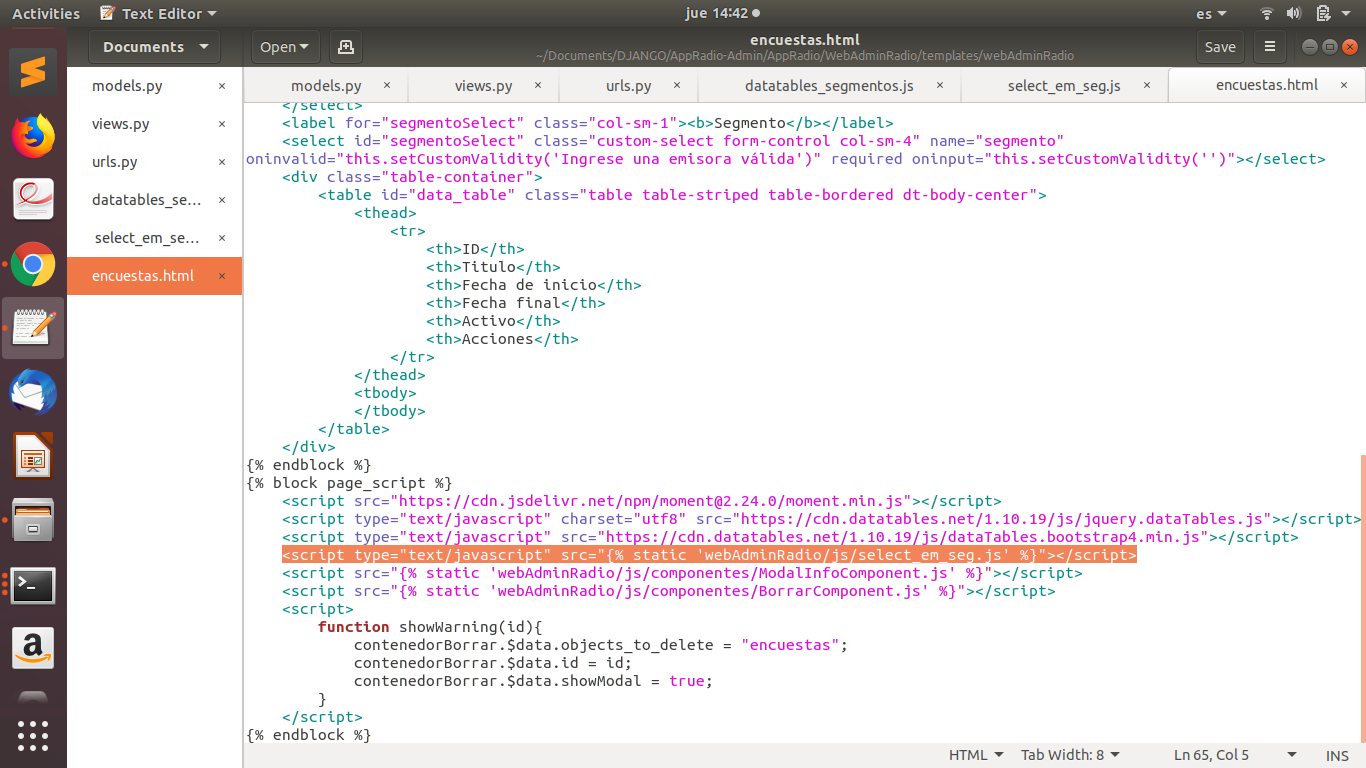 Activities
Text Editor
jue 14:42
es
Documents
Open
encuestas.html
~/Documents/DJANGO/AppRadio-Admin/AppRadio/WebAdminRadio/templates/webAdminRadio
Save
models.py ×
views.py ×
urls.py ×
datatables_se... ×
select_em_se... ×
encuestas.html ×
models.py ×
views.py ×
urls.py ×
datatables_segmentos.js ×
select_em_seg.js ×
encuestas.html ×
</select>
<label for="segmentoSelect" class="col-sm-1"><b>Segmento</b></label>
<select id="segmentoSelect" class="custom-select form-control col-sm-4" name="segmento"
oninvalid="this.setCustomValidity('Ingrese una emisora válida')" required oninput="this.setCustomValidity('')"></select>
<div class="table-container">
<table id="data_table" class="table table-striped table-bordered dt-body-center">
<thead>
<tr>
<th>ID</th>
<th>Titulo</th>
<th>Fecha de inicio</th>
<th>Fecha final</th>
<th>Activo</th>
<th>Acciones</th>
</tr>
</thead>
<tbody>
</tbody>
</table>
</div>
{% endblock %}
{% block page_script %}
<script src="https://cdn.jsdelivr.net/npm/moment@2.24.0/moment.min.js"></script>
<script type="text/javascript" charset="utf8" src="https://cdn.datatables.net/1.10.19/js/jquery.dataTables.js"></script>
<script type="text/javascript" src="https://cdn.datatables.net/1.10.19/js/dataTables.bootstrap4.min.js"></script>
<script type="text/javascript" src="{% static 'webAdminRadio/js/select_em_seg.js' %}"></script>
<script src="{% static 'webAdminRadio/js/componentes/ModalInfoComponent.js' %}"></script>
<script src="{% static 'webAdminRadio/js/componentes/BorrarComponent.js' %}"></script>
<script>
function showWarning(id){
contenedorBorrar.$data.objects_to_delete = "encuestas";
contenedorBorrar.$data.id = id;
contenedorBorrar.$data.showModal = true;
}
</script>
{% endblock %}
HTML
Tab Width: 8
Ln 65, Col 5
INS